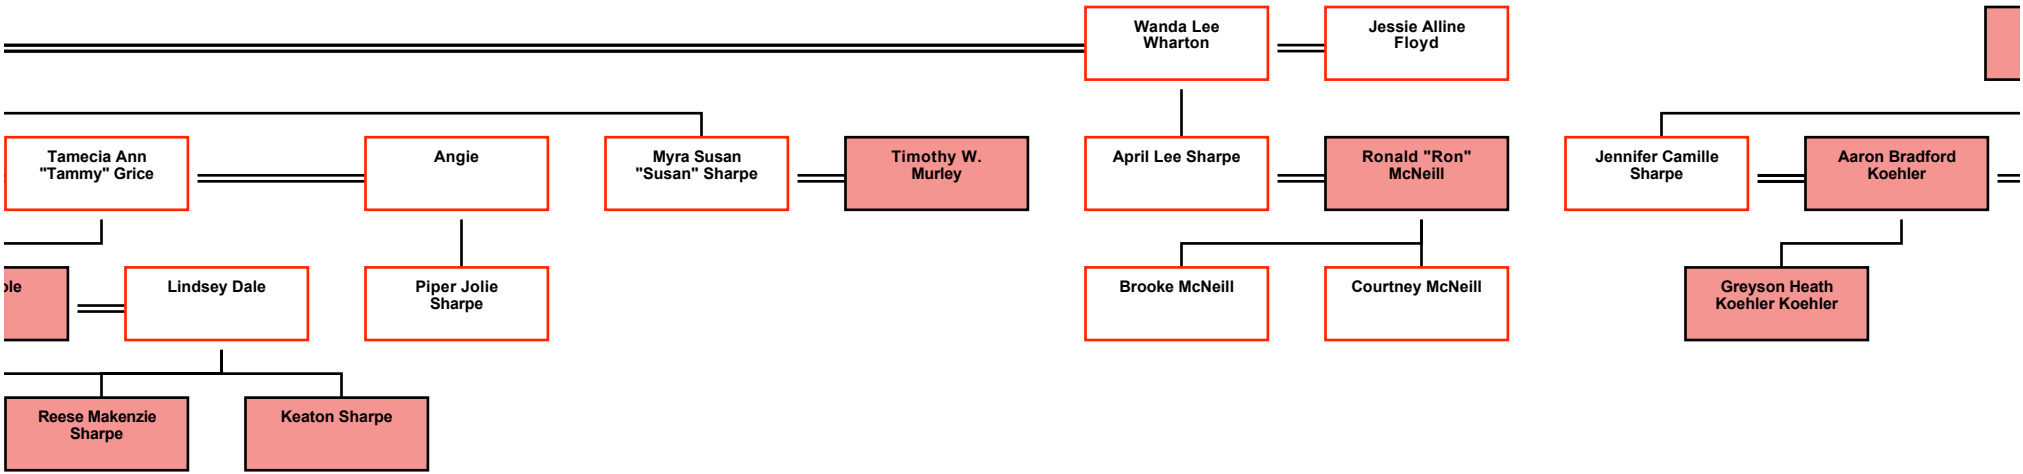 Wanda Lee
Wharton
Jessie Alline
Floyd
Tamecia Ann
"Tammy" Grice
Angie
Myra Susan
"Susan" Sharpe
Timothy W.
Murley
April Lee Sharpe
Ronald "Ron"
McNeill
Jennifer Camille
Sharpe
Aaron Bradford
Koehler
Lindsey Dale
Piper Jolie
Sharpe
Brooke McNeill
Courtney McNeill
Greyson Heath
Koehler Koehler
Reese Makenzie
Sharpe
Keaton Sharpe